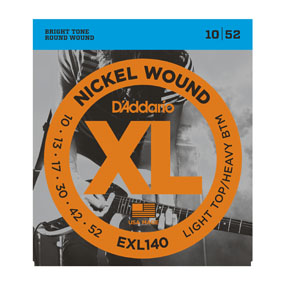 BRIGHT TONE
ROUND WOUND
10|52
NICKEL WOUND
D'Addario
XL
10 • 13 • 17 • 30 • 42 • 52
LIGHT TOP/HEAVY BTM
EXL140